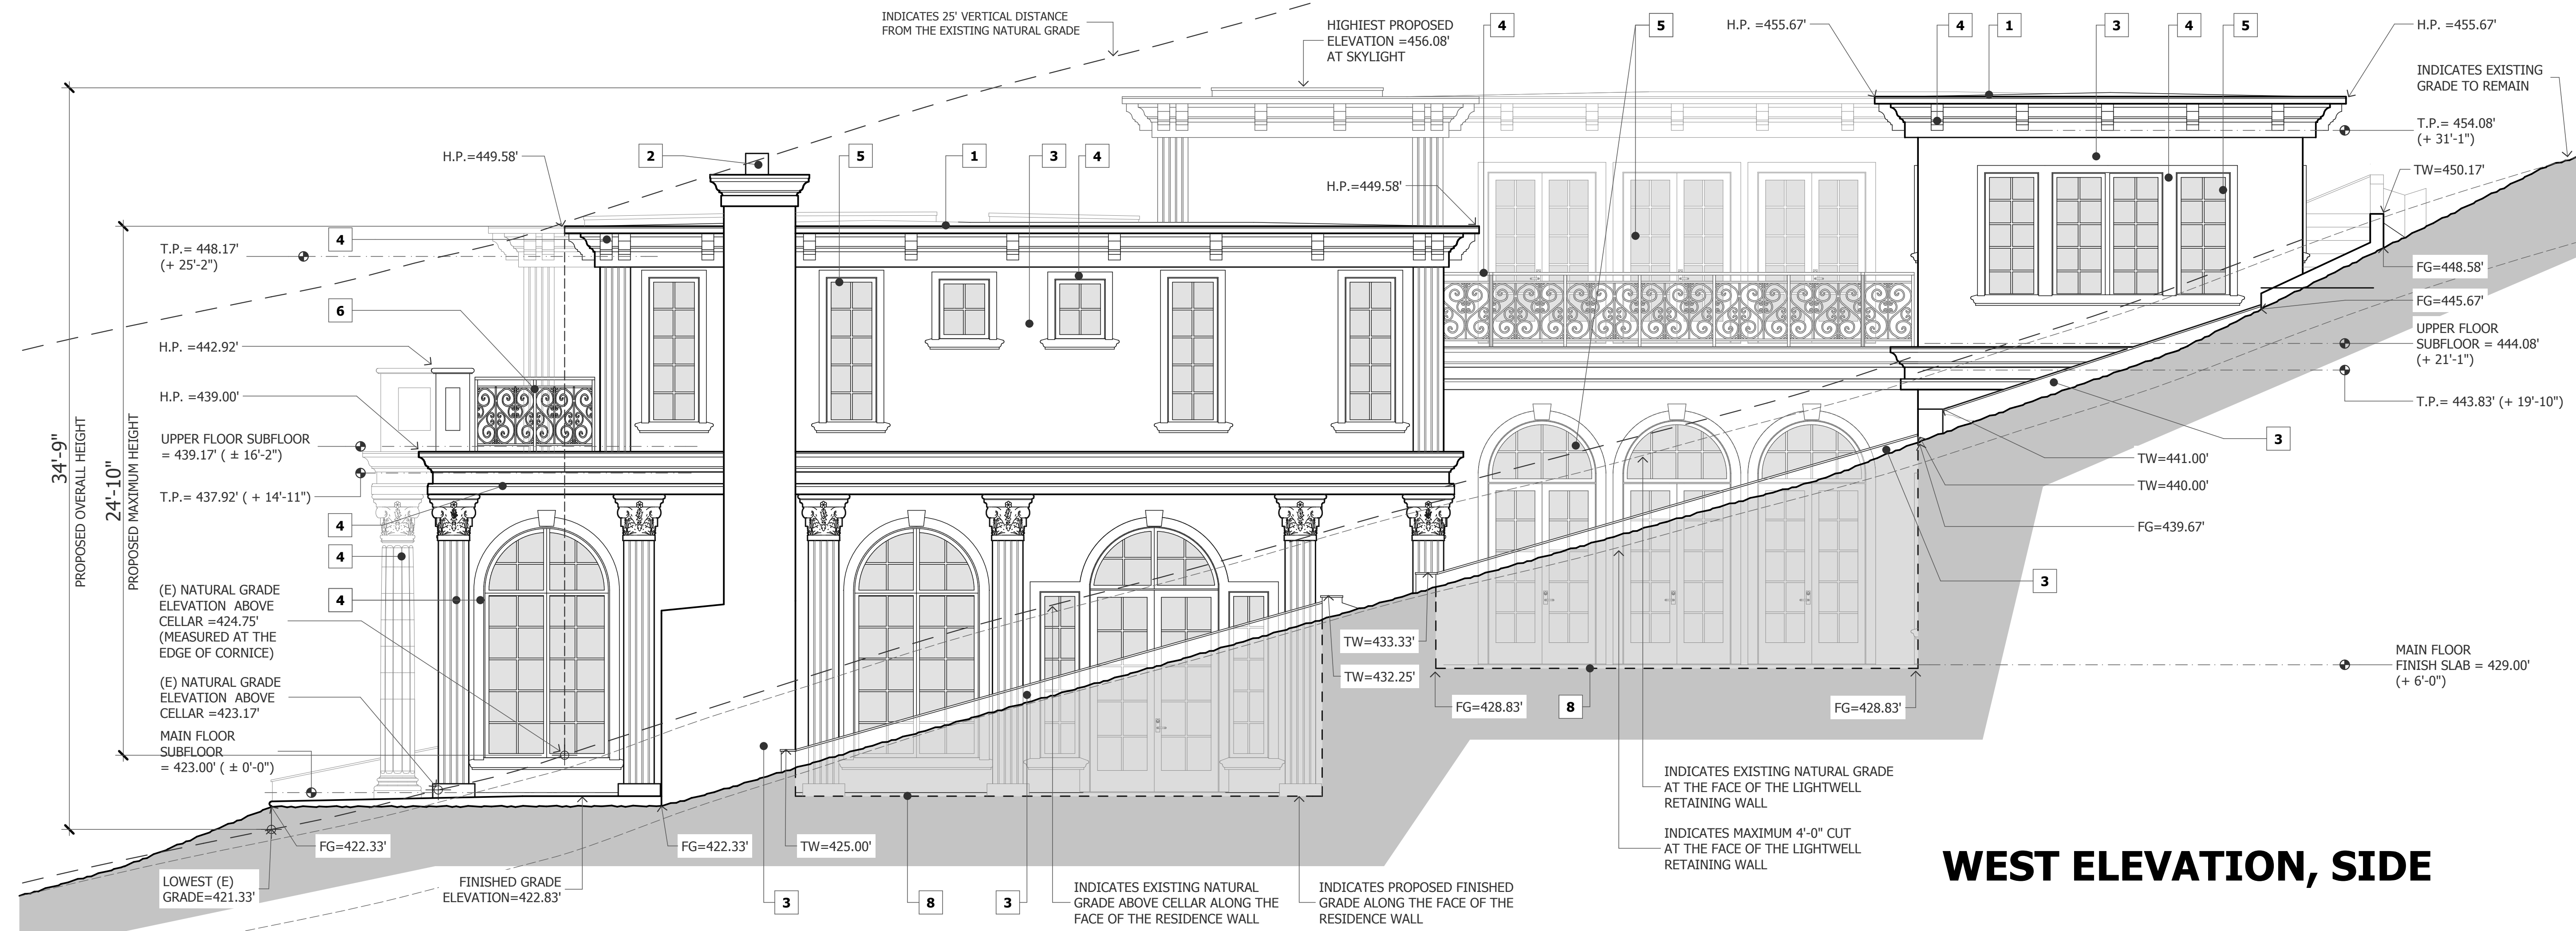 INDICATES 25' VERTICAL DISTANCE
FROM THE EXISTING NATURAL GRADE
HIGHIEST PROPOSED
ELEVATION =456.08'
AT SKYLIGHT
4
5
H.P. =455.67'
4
1
3
4
5
H.P. =455.67'
INDICATES EXISTING
GRADE TO REMAIN
T.P.= 454.08'
(+ 31'-1")
TW=450.17'
H.P.=449.58'
2
5
1
3
4
H.P.=449.58'
T.P.= 448.17'
(+ 25'-2")
4
6
H.P. =442.92'
H.P. =439.00'
UPPER FLOOR SUBFLOOR
= 439.17' ( ± 16'-2")
T.P.= 437.92' ( + 14'-11")
4
4
4
34'-9"
PROPOSED OVERALL HEIGHT
24'-10"
PROPOSED MAXIMUM HEIGHT
(E) NATURAL GRADE
ELEVATION ABOVE
CELLAR =424.75'
(MEASURED AT THE
EDGE OF CORNICE)
(E) NATURAL GRADE
ELEVATION ABOVE
CELLAR =423.17'
MAIN FLOOR
SUBFLOOR
= 423.00' ( ± 0'-0")
FG=448.58'
FG=445.67'
UPPER FLOOR
SUBFLOOR = 444.08'
(+ 21'-1")
T.P.= 443.83' (+ 19'-10")
3
TW=441.00'
TW=440.00'
FG=439.67'
3
TW=433.33'
TW=432.25'
MAIN FLOOR
FINISH SLAB = 429.00'
(+ 6'-0")
FG=428.83'
8
FG=428.83'
INDICATES EXISTING NATURAL GRADE
AT THE FACE OF THE LIGHTWELL
RETAINING WALL
INDICATES MAXIMUM 4'-0" CUT
AT THE FACE OF THE LIGHTWELL
RETAINING WALL
FG=422.33'
FG=422.33'
TW=425.00'
LOWEST (E)
GRADE=421.33'
FINISHED GRADE
ELEVATION=422.83'
3
8
3
INDICATES EXISTING NATURAL
GRADE ABOVE CELLAR ALONG THE
FACE OF THE RESIDENCE WALL
INDICATES PROPOSED FINISHED
GRADE ALONG THE FACE OF THE
RESIDENCE WALL
WEST ELEVATION, SIDE